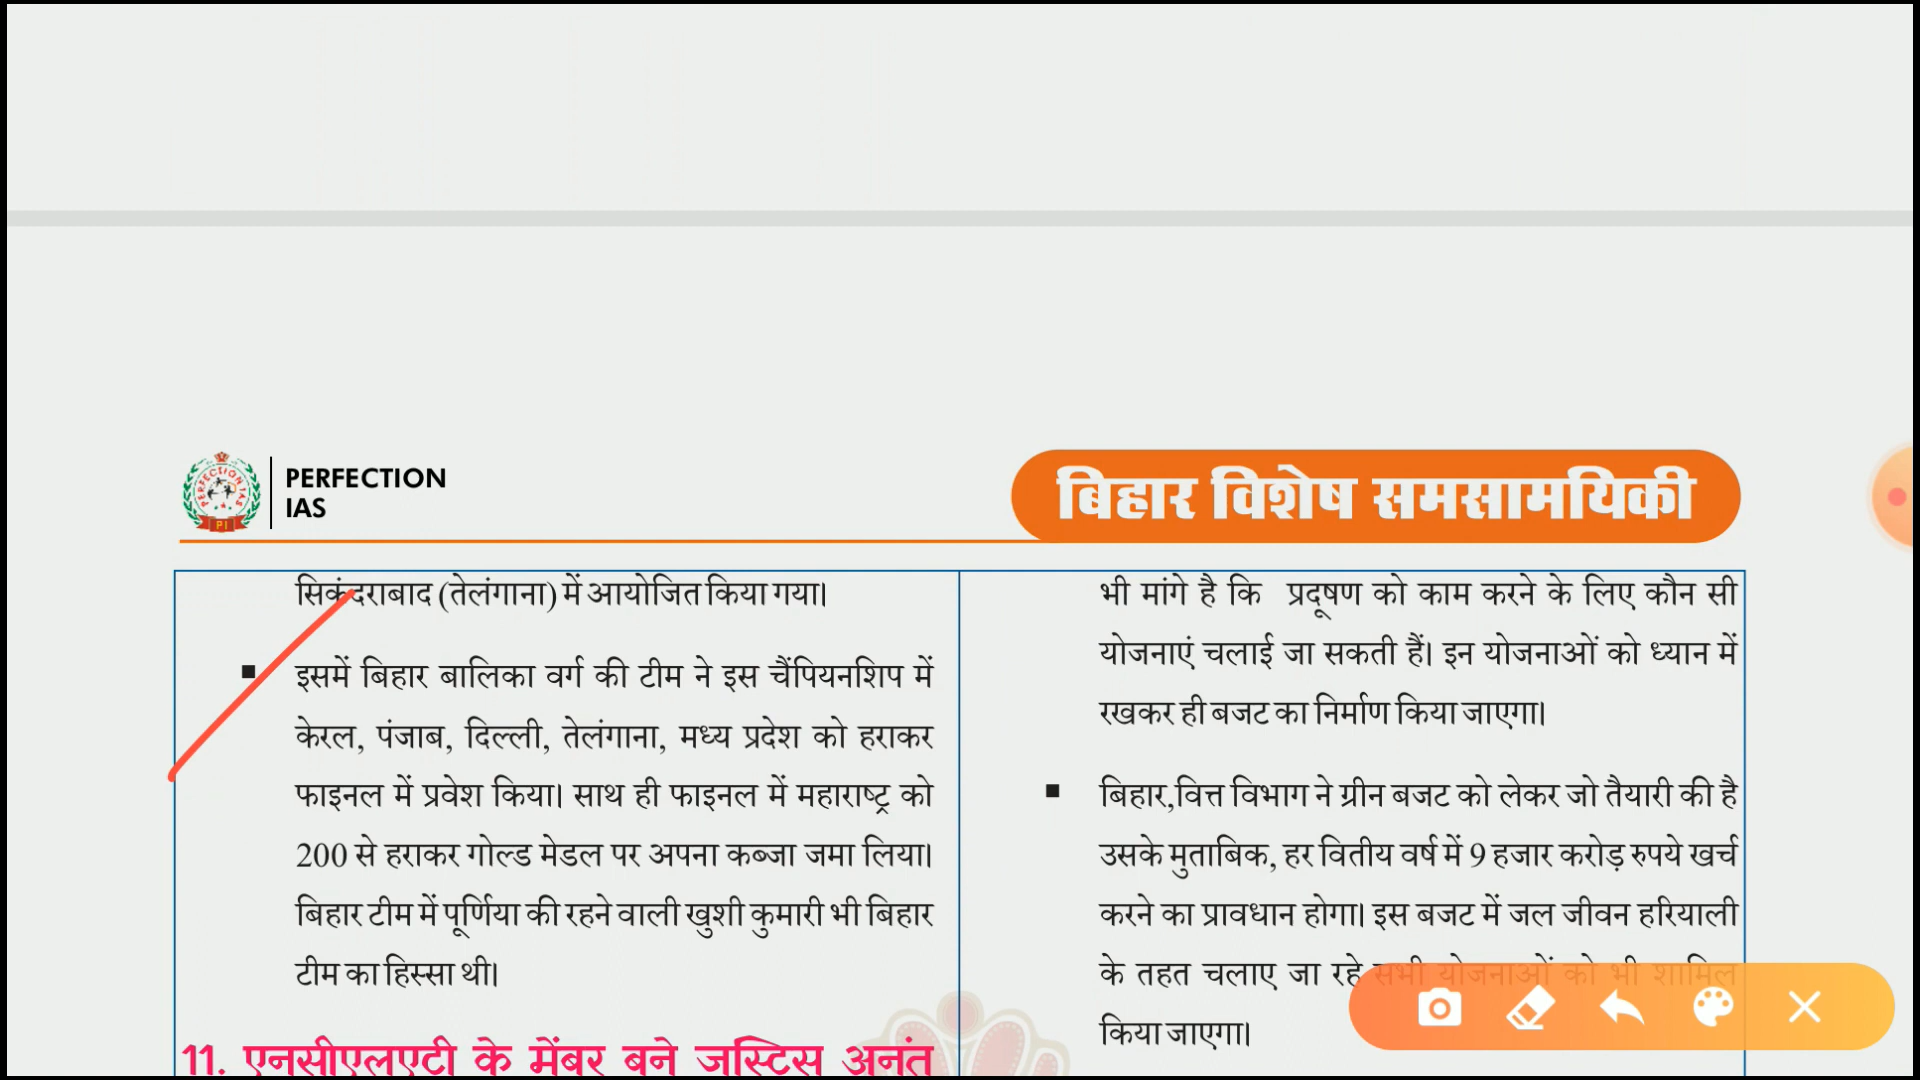 PERFECTION
IAS
बिहार विशेष समसामयिकी
सिकंदराबाद (तेलंगाना) में आयोजित किया गया।
▪ इसमें बिहार बालिका वर्ग की टीम ने इस चैंपियनशिप में
केरल, पंजाब, दिल्ली, तेलंगाना, मध्य प्रदेश को हराकर
फाइनल में प्रवेश किया। साथ ही फाइनल में महाराष्ट्र को
200 से हराकर गोल्ड मेडल पर अपना कब्जा जमा लिया।
बिहार टीम में पूर्णिया की रहने वाली खुशी कुमारी भी बिहार
टीम का हिस्सा थी।
11. एनसीएलएटी के मेंबर बने जस्टिस अनंत
भी मांगे है कि प्रदूषण को काम करने के लिए कौन सी
योजनाएं चलाई जा सकती हैं। इन योजनाओं को ध्यान में
रखकर ही बजट का निर्माण किया जाएगा।
▪ बिहार,वित्त विभाग ने ग्रीन बजट को लेकर जो तैयारी की है
उसके मुताबिक, हर वितीय वर्ष में 9 हजार करोड़ रुपये खर्च
करने का प्रावधान होगा। इस बजट में जल जीवन हरियाली
के तहत चलाए जा रहे सभी योजनाओं को भी शामिल
किया जाएगा।